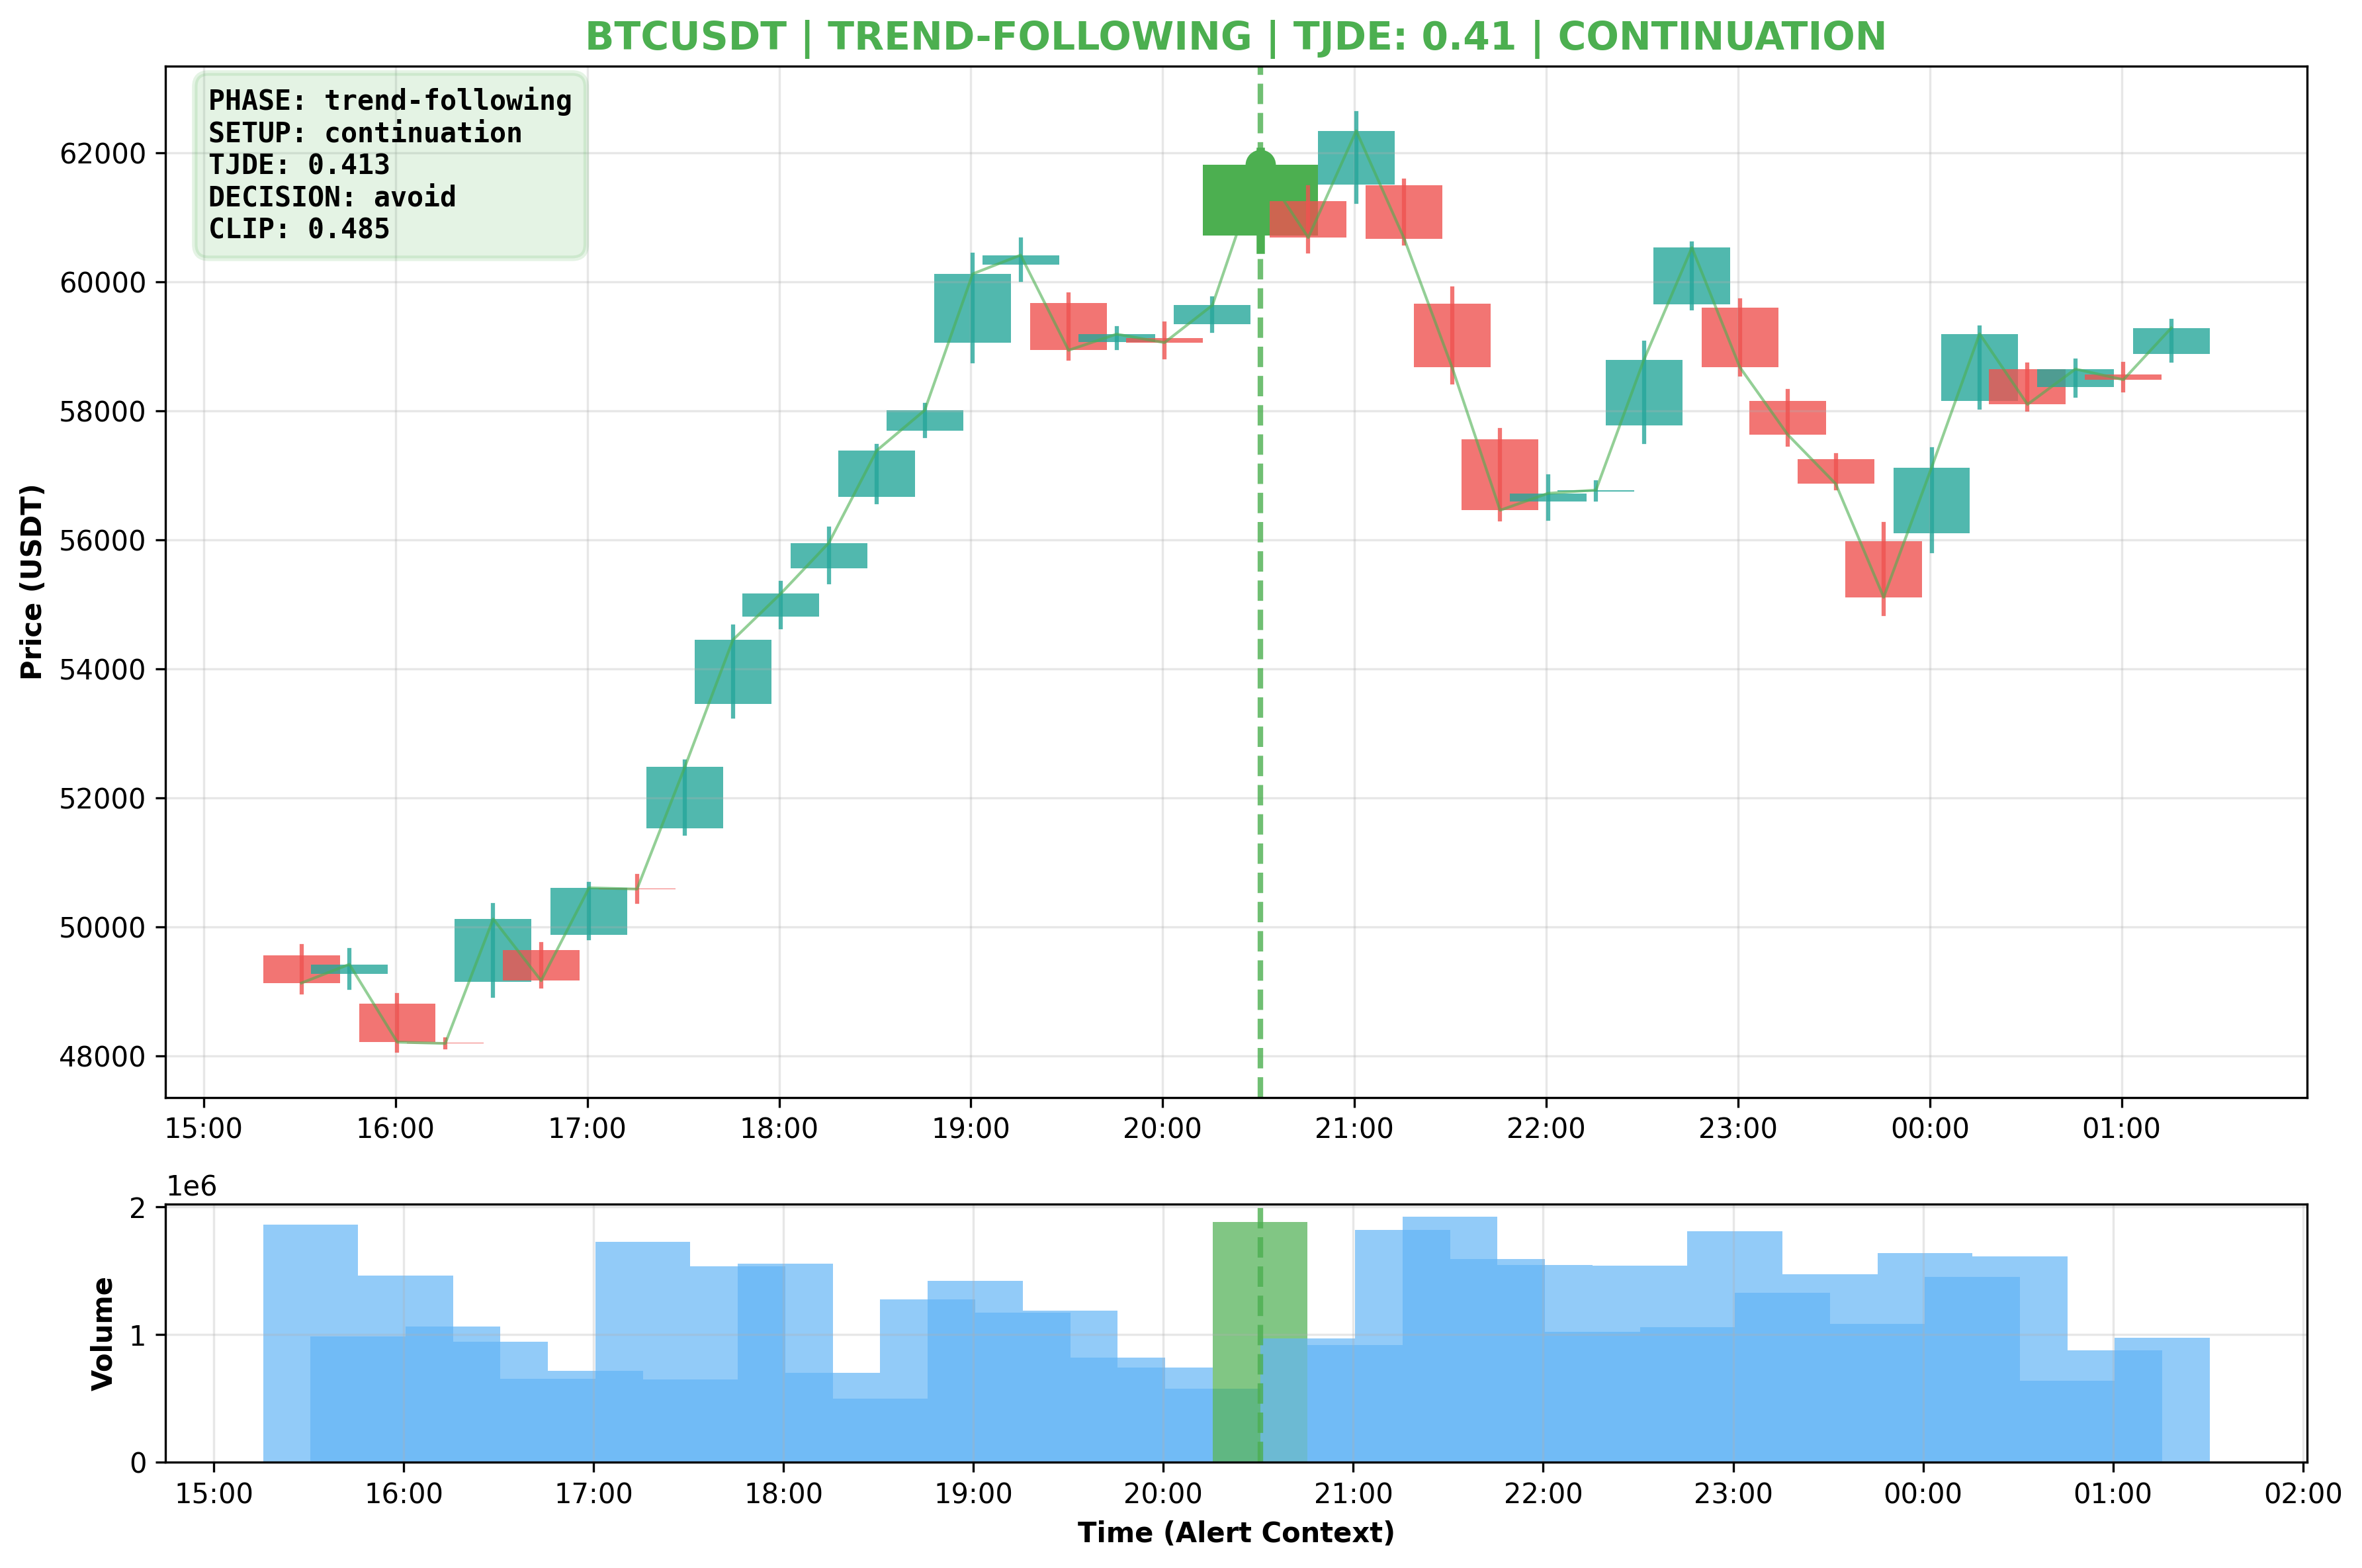 BTCUSDT | TREND-FOLLOWING | TJDE: 0.41 | CONTINUATION
PHASE: trend-following
SETUP: continuation
TJDE: 0.413
DECISION: avoid
CLIP: 0.485
Price (USDT)
62000
60000
58000
56000
54000
52000
50000
48000
15:00 16:00 17:00 18:00 19:00 20:00 21:00 22:00 23:00 00:00 01:00
1e6
Volume
2
1
0
15:00 16:00 17:00 18:00 19:00 20:00 21:00 22:00 23:00 00:00 01:00 02:00
Time (Alert Context)